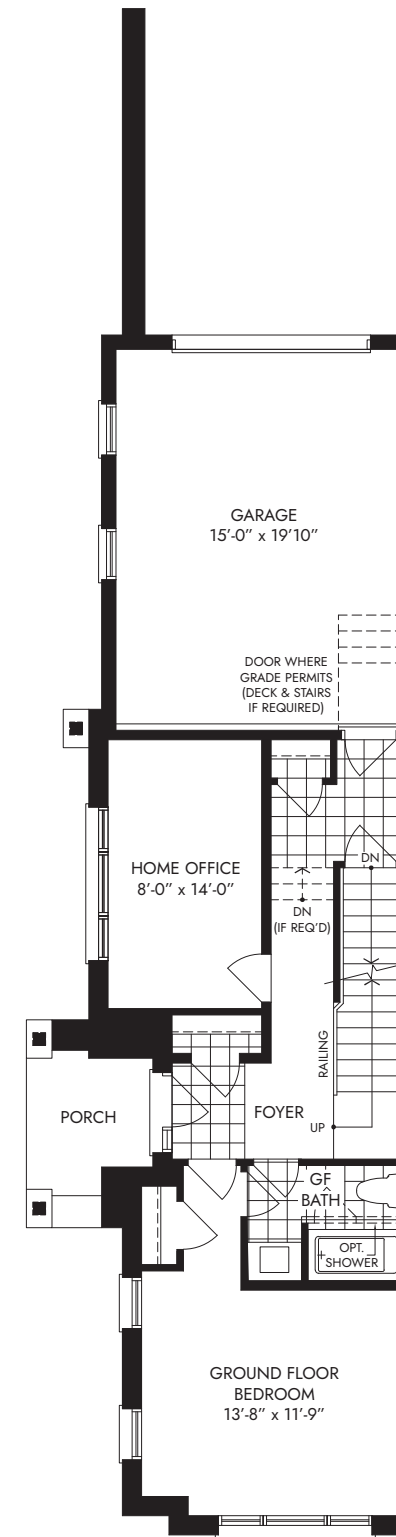 GARAGE
15’-0” x 19’10”
DOOR WHERE
GRADE PERMITS
(DECK & STAIRS
IF REQUIRED)
DN
HOME OFFICE
8’-0” x 14’-0”
DN
(IF REQ’D)
RAILING
PORCH
FOYER
UP
GF
BATH
OPT.
SHOWER
GROUND FLOOR
BEDROOM
13’-8” x 11’-9”